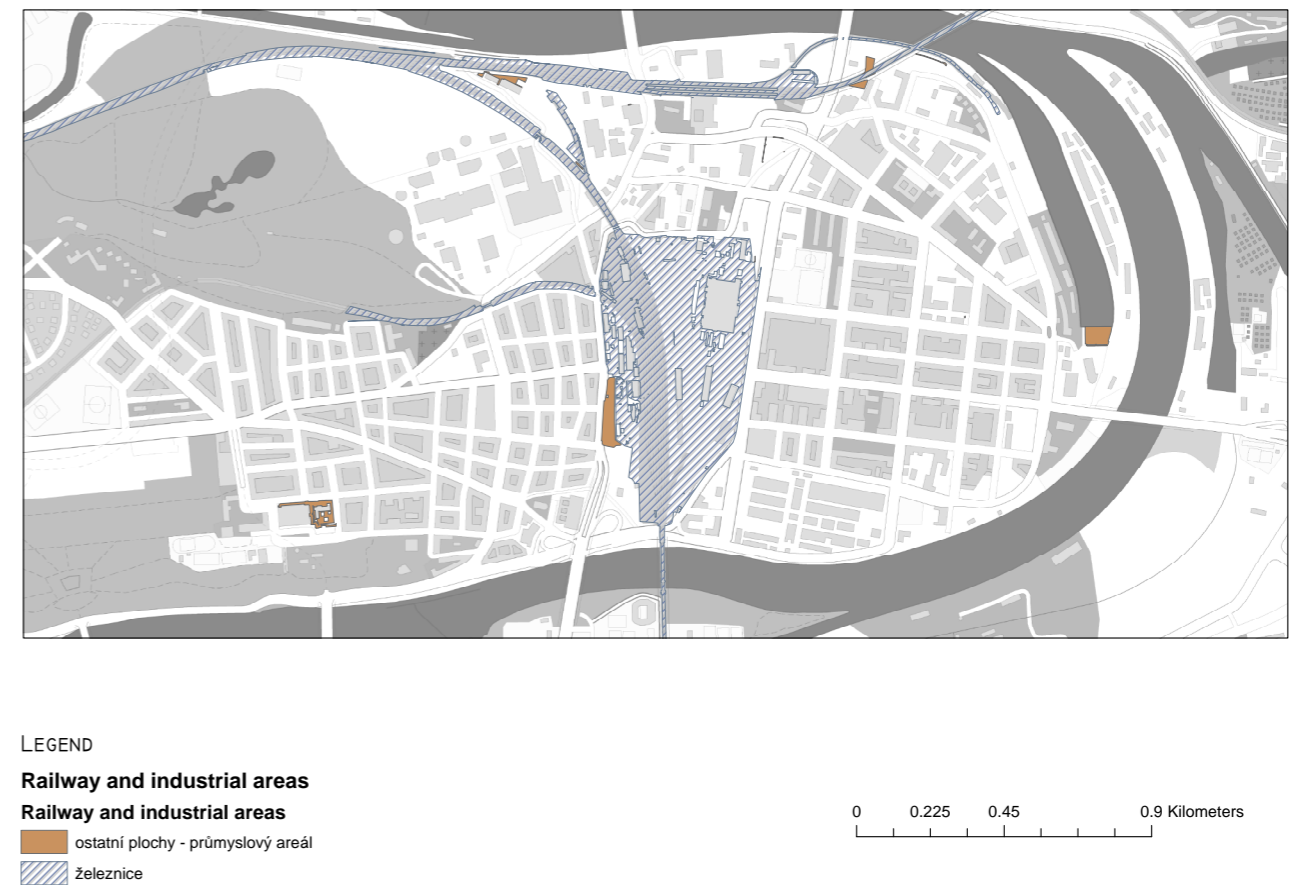 LEGEND
Railway and industrial areas
Railway and industrial areas
ostatní plochy - průmyslový areál
železnice
0 0.225 0.45 0.9 Kilometers